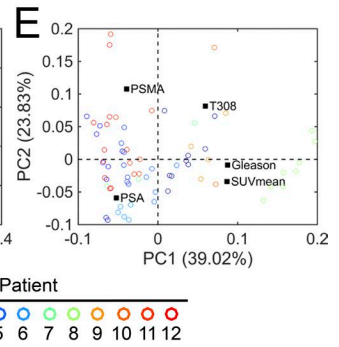 E
0.2
0.15
0.1
0.05
0
-0.05
-0.1
PC2 (23.83%)
PSMA
T308
Gleason
SUVmean
PSA
-0.1 0 0.1 0.2
PC1 (39.02%)
.4
Patient
5 6 7 8 9 10 11 12